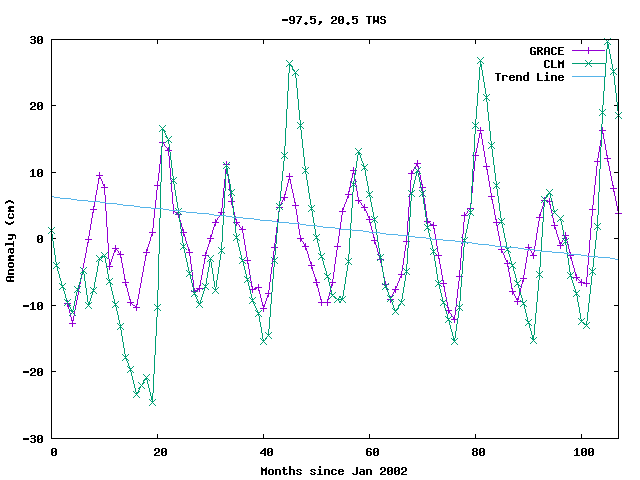 -97.5, 20.5 TWS
GRACE
CLM
Trend Line
30
20
10
0
-10
-20
-30
Anomaly (cm)
0 20 40 60 80 100
Months since Jan 2002